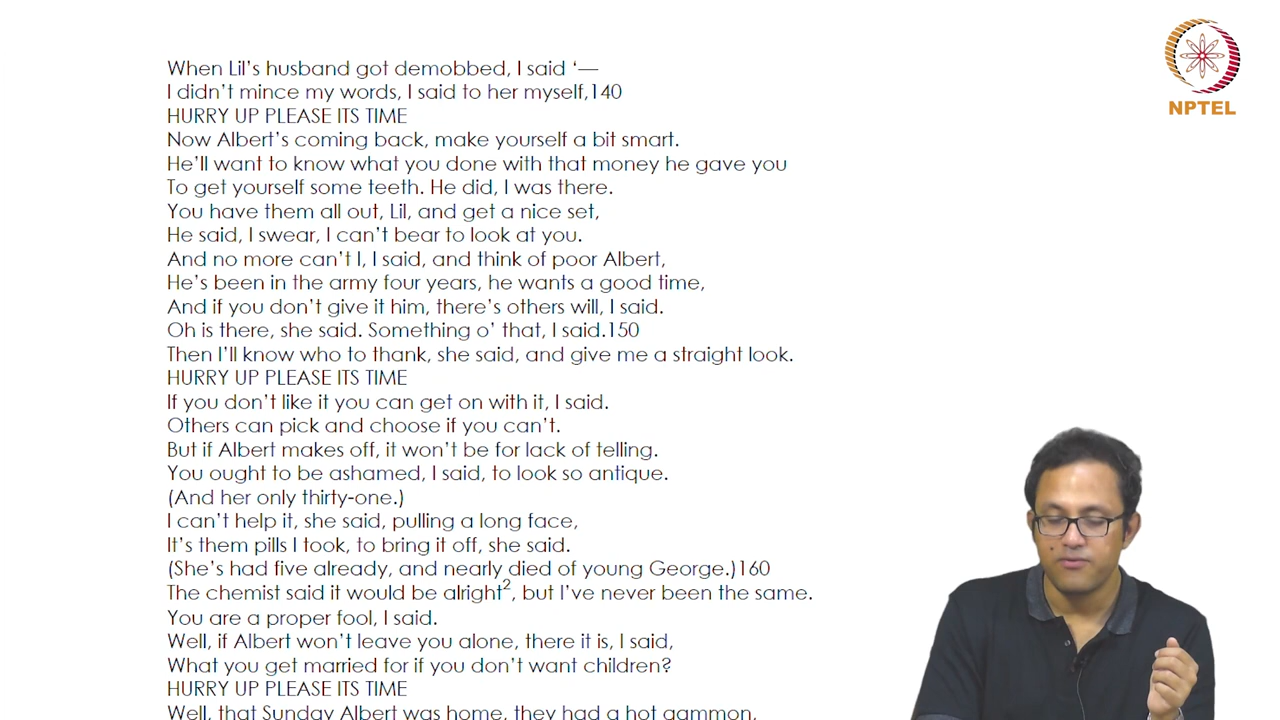 When Lil's husband got demobbed, I said ‘—
I didn't mince my words, I said to her myself,140
HURRY UP PLEASE ITS TIME
Now Albert's coming back, make yourself a bit smart.
He'll want to know what you done with that money he gave you
To get yourself some teeth. He did, I was there.
You have them all out, Lil, and get a nice set,
He said, I swear, I can't bear to look at you.
And no more can't I, I said, and think of poor Albert,
He's been in the army four years, he wants a good time,
And if you don't give it him, there's others will, I said.
Oh is there, she said. Something o' that, I said.150
Then I'll know who to thank, she said, and give me a straight look.
HURRY UP PLEASE ITS TIME
If you don't like it you can get on with it, I said.
Others can pick and choose if you can't.
But if Albert makes off, it won't be for lack of telling.
You ought to be ashamed, I said, to look so antique.
(And her only thirty-one.)
I can't help it, she said, pulling a long face,
It's them pills I took, to bring it off, she said.
(She's had five already, and nearly died of young George.)160
The chemist said it would be alright², but I've never been the same.
You are a proper fool, I said.
Well, if Albert won't leave you alone, there it is, I said,
What you get married for if you don't want children?
HURRY UP PLEASE ITS TIME
Well, that Sunday Albert was home, they had a hot gammon,
NPTEL